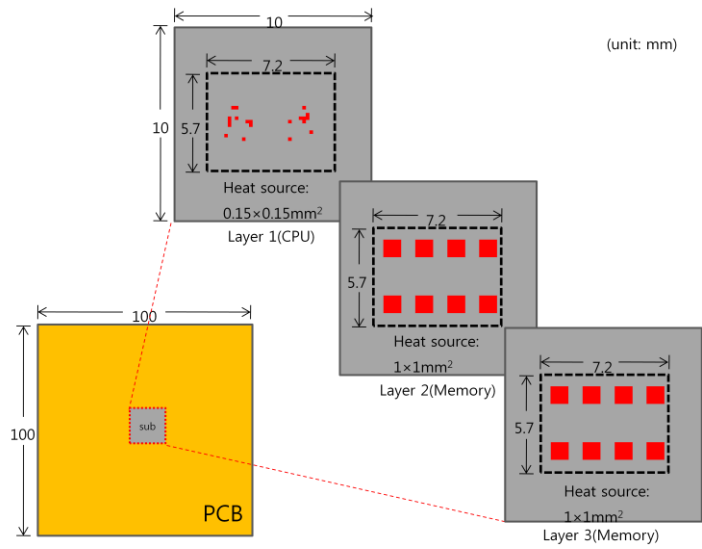 10
(unit: mm)
7.2
10
5.7
Heat source:
0.15×0.15mm²
Layer 1(CPU)
7.2
5.7
Heat source:
1×1mm²
Layer 2(Memory)
100
100
sub
PCB
7.2
5.7
Heat source:
1×1mm²
Layer 3(Memory)